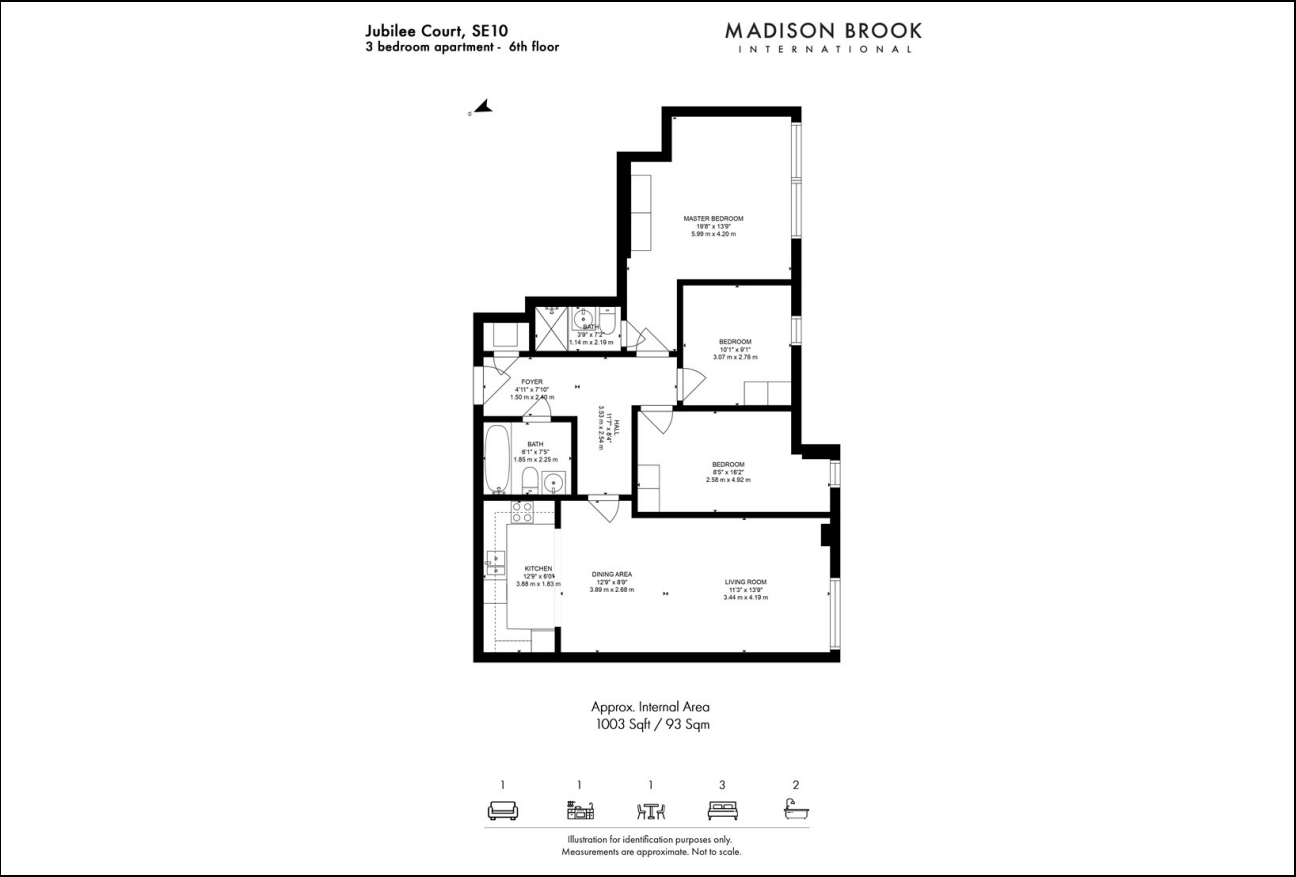 Jubilee Court, SE10
3 bedroom apartment - 6th floor
MADISON BROOK
INTERNATIONAL
N
MASTER BEDROOM
19'8" x 13'9"
5.99 m x 4.20 m
BATH
3'9" x 7'2"
1.14 m x 2.19 m
BEDROOM
10'1" x 9'1"
3.07 m x 2.76 m
FOYER
4'11" x 7'10"
1.50 m x 2.40 m
HALL
11'7" x 8'4"
3.53 m x 2.54 m
BATH
6'1" x 7'5"
1.85 m x 2.25 m
BEDROOM
8'5" x 16'2"
2.58 m x 4.92 m
KITCHEN
12'9" x 6'0"
3.88 m x 1.83 m
DINING AREA
12'9" x 8'9"
3.89 m x 2.68 m
LIVING ROOM
11'3" x 13'9"
3.44 m x 4.19 m
Approx. Internal Area
1003 Sqft / 93 Sqm
1 1 1 3 2
Illustration for identification purposes only.
Measurements are approximate. Not to scale.